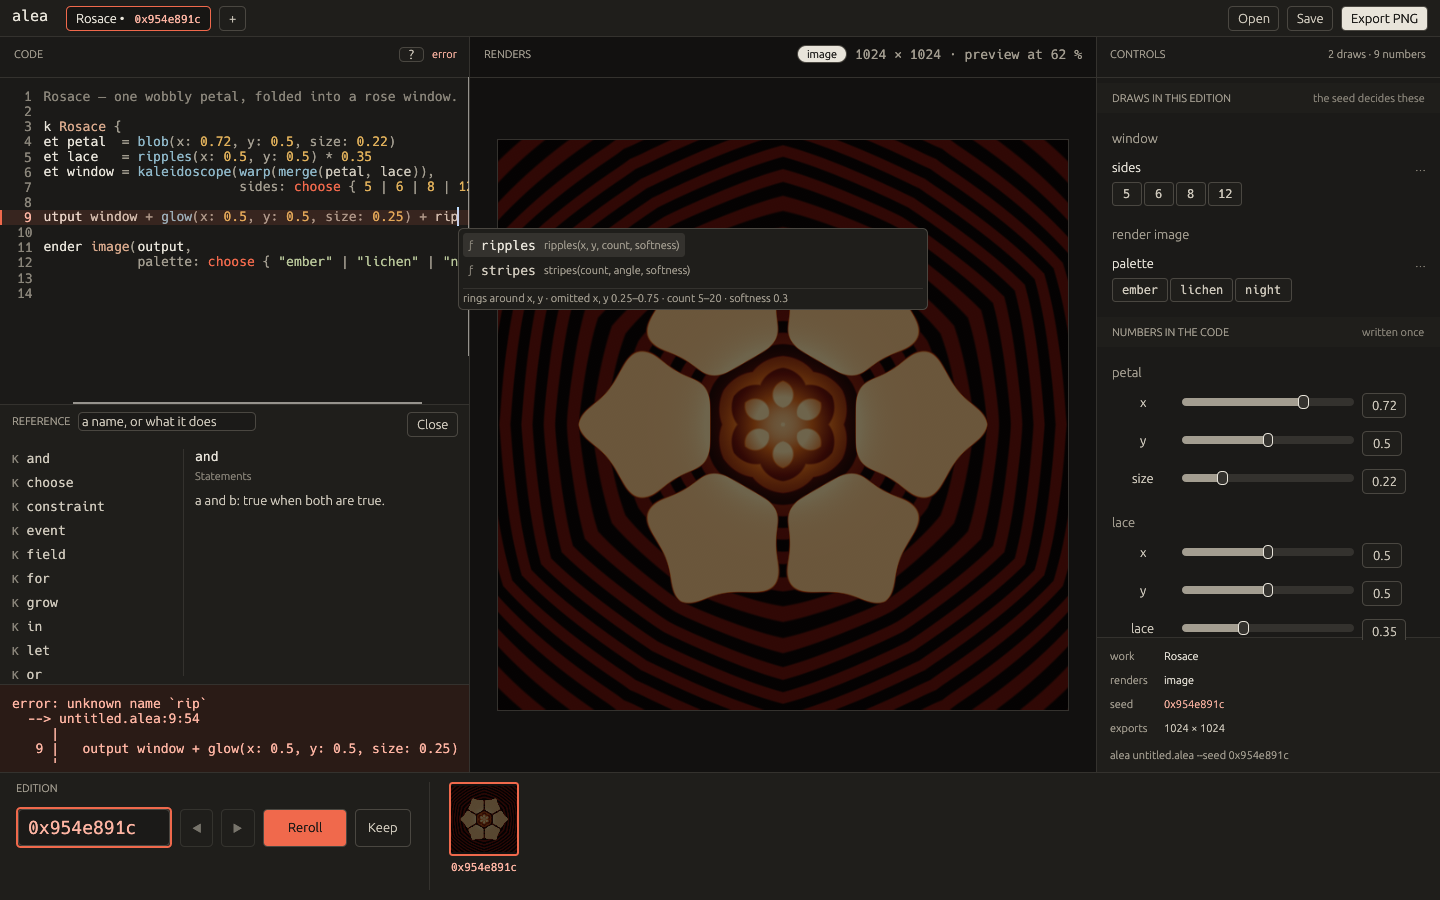 alea
Rosace • 0x954e891c
+
Open
Save
Export PNG
CODE
?
error
1 Rosace — one wobbly petal, folded into a rose window.
2
3 k Rosace {
4 et petal = blob(x: 0.72, y: 0.5, size: 0.22)
5 et lace = ripples(x: 0.5, y: 0.5) * 0.35
6 et window = kaleidoscope(warp(merge(petal, lace)),
7 sides: choose { 5 | 6 | 8 | 12
8
9 utput window + glow(x: 0.5, y: 0.5, size: 0.25) + rip
10
11 ender image(output,
12 palette: choose { "ember" | "lichen" | "n
13
14
ƒ ripples ripples(x, y, count, softness)
ƒ stripes stripes(count, angle, softness)
rings around x, y · omitted x, y 0.25–0.75 · count 5–20 · softness 0.3
REFERENCE
a name, or what it does
Close
K and
K choose
K constraint
K event
K field
K for
K grow
K in
K let
K or
and
Statements
a and b: true when both are true.
error: unknown name `rip`
--> untitled.alea:9:54
|
9 | output window + glow(x: 0.5, y: 0.5, size: 0.25)
RENDERS
image
1024 × 1024 · preview at 62 %
CONTROLS
2 draws · 9 numbers
DRAWS IN THIS EDITION
the seed decides these
window
sides
...
5
6
8
12
render image
palette
...
ember
lichen
night
NUMBERS IN THE CODE
written once
petal
x 0.72
y 0.5
size 0.22
lace
x 0.5
y 0.5
lace 0.35
work Rosace
renders image
seed 0x954e891c
exports 1024 × 1024
alea untitled.alea --seed 0x954e891c
EDITION
0x954e891c
◀
▶
Reroll
Keep
0x954e891c